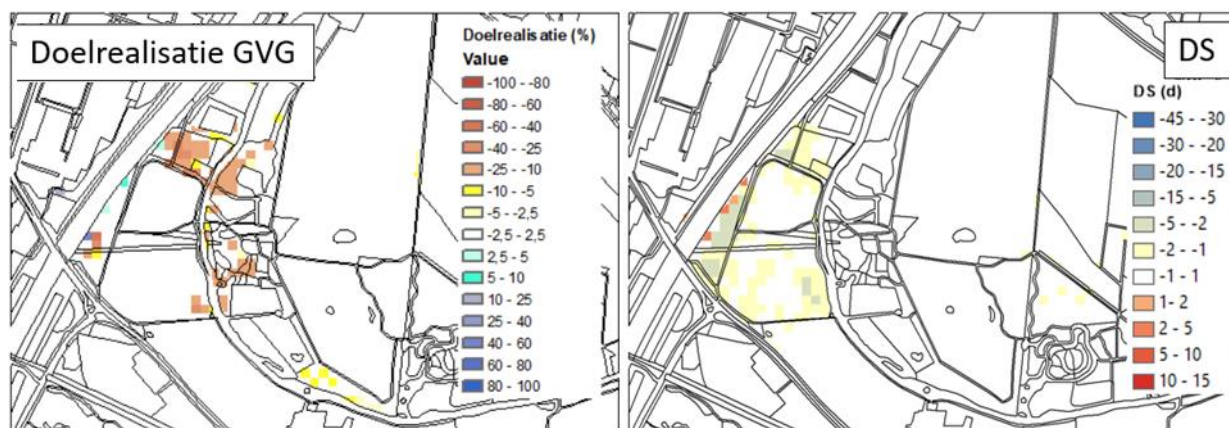 Doelrealisatie GVG
Doelrealisatie (%)
Value
-100 - -80
-80 - -60
-60 - -40
-40 - -25
-25 - -10
-10 - -5
-5 - -2,5
-2,5 - 2,5
2,5 - 5
5 - 10
10 - 25
25 - 40
40 - 60
60 - 80
80 - 100
DS
DS (d)
-45 - -30
-30 - -20
-20 - -15
-15 - -5
-5 - -2
-2 - -1
-1 - 1
1 - 2
2 - 5
5 - 10
10 - 15